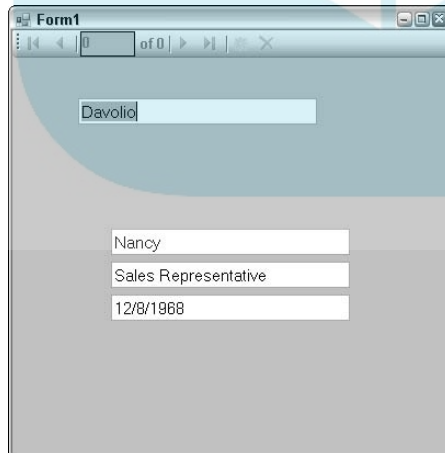 Form1
0 of 0
Davolio
Nancy
Sales Representative
12/8/1968